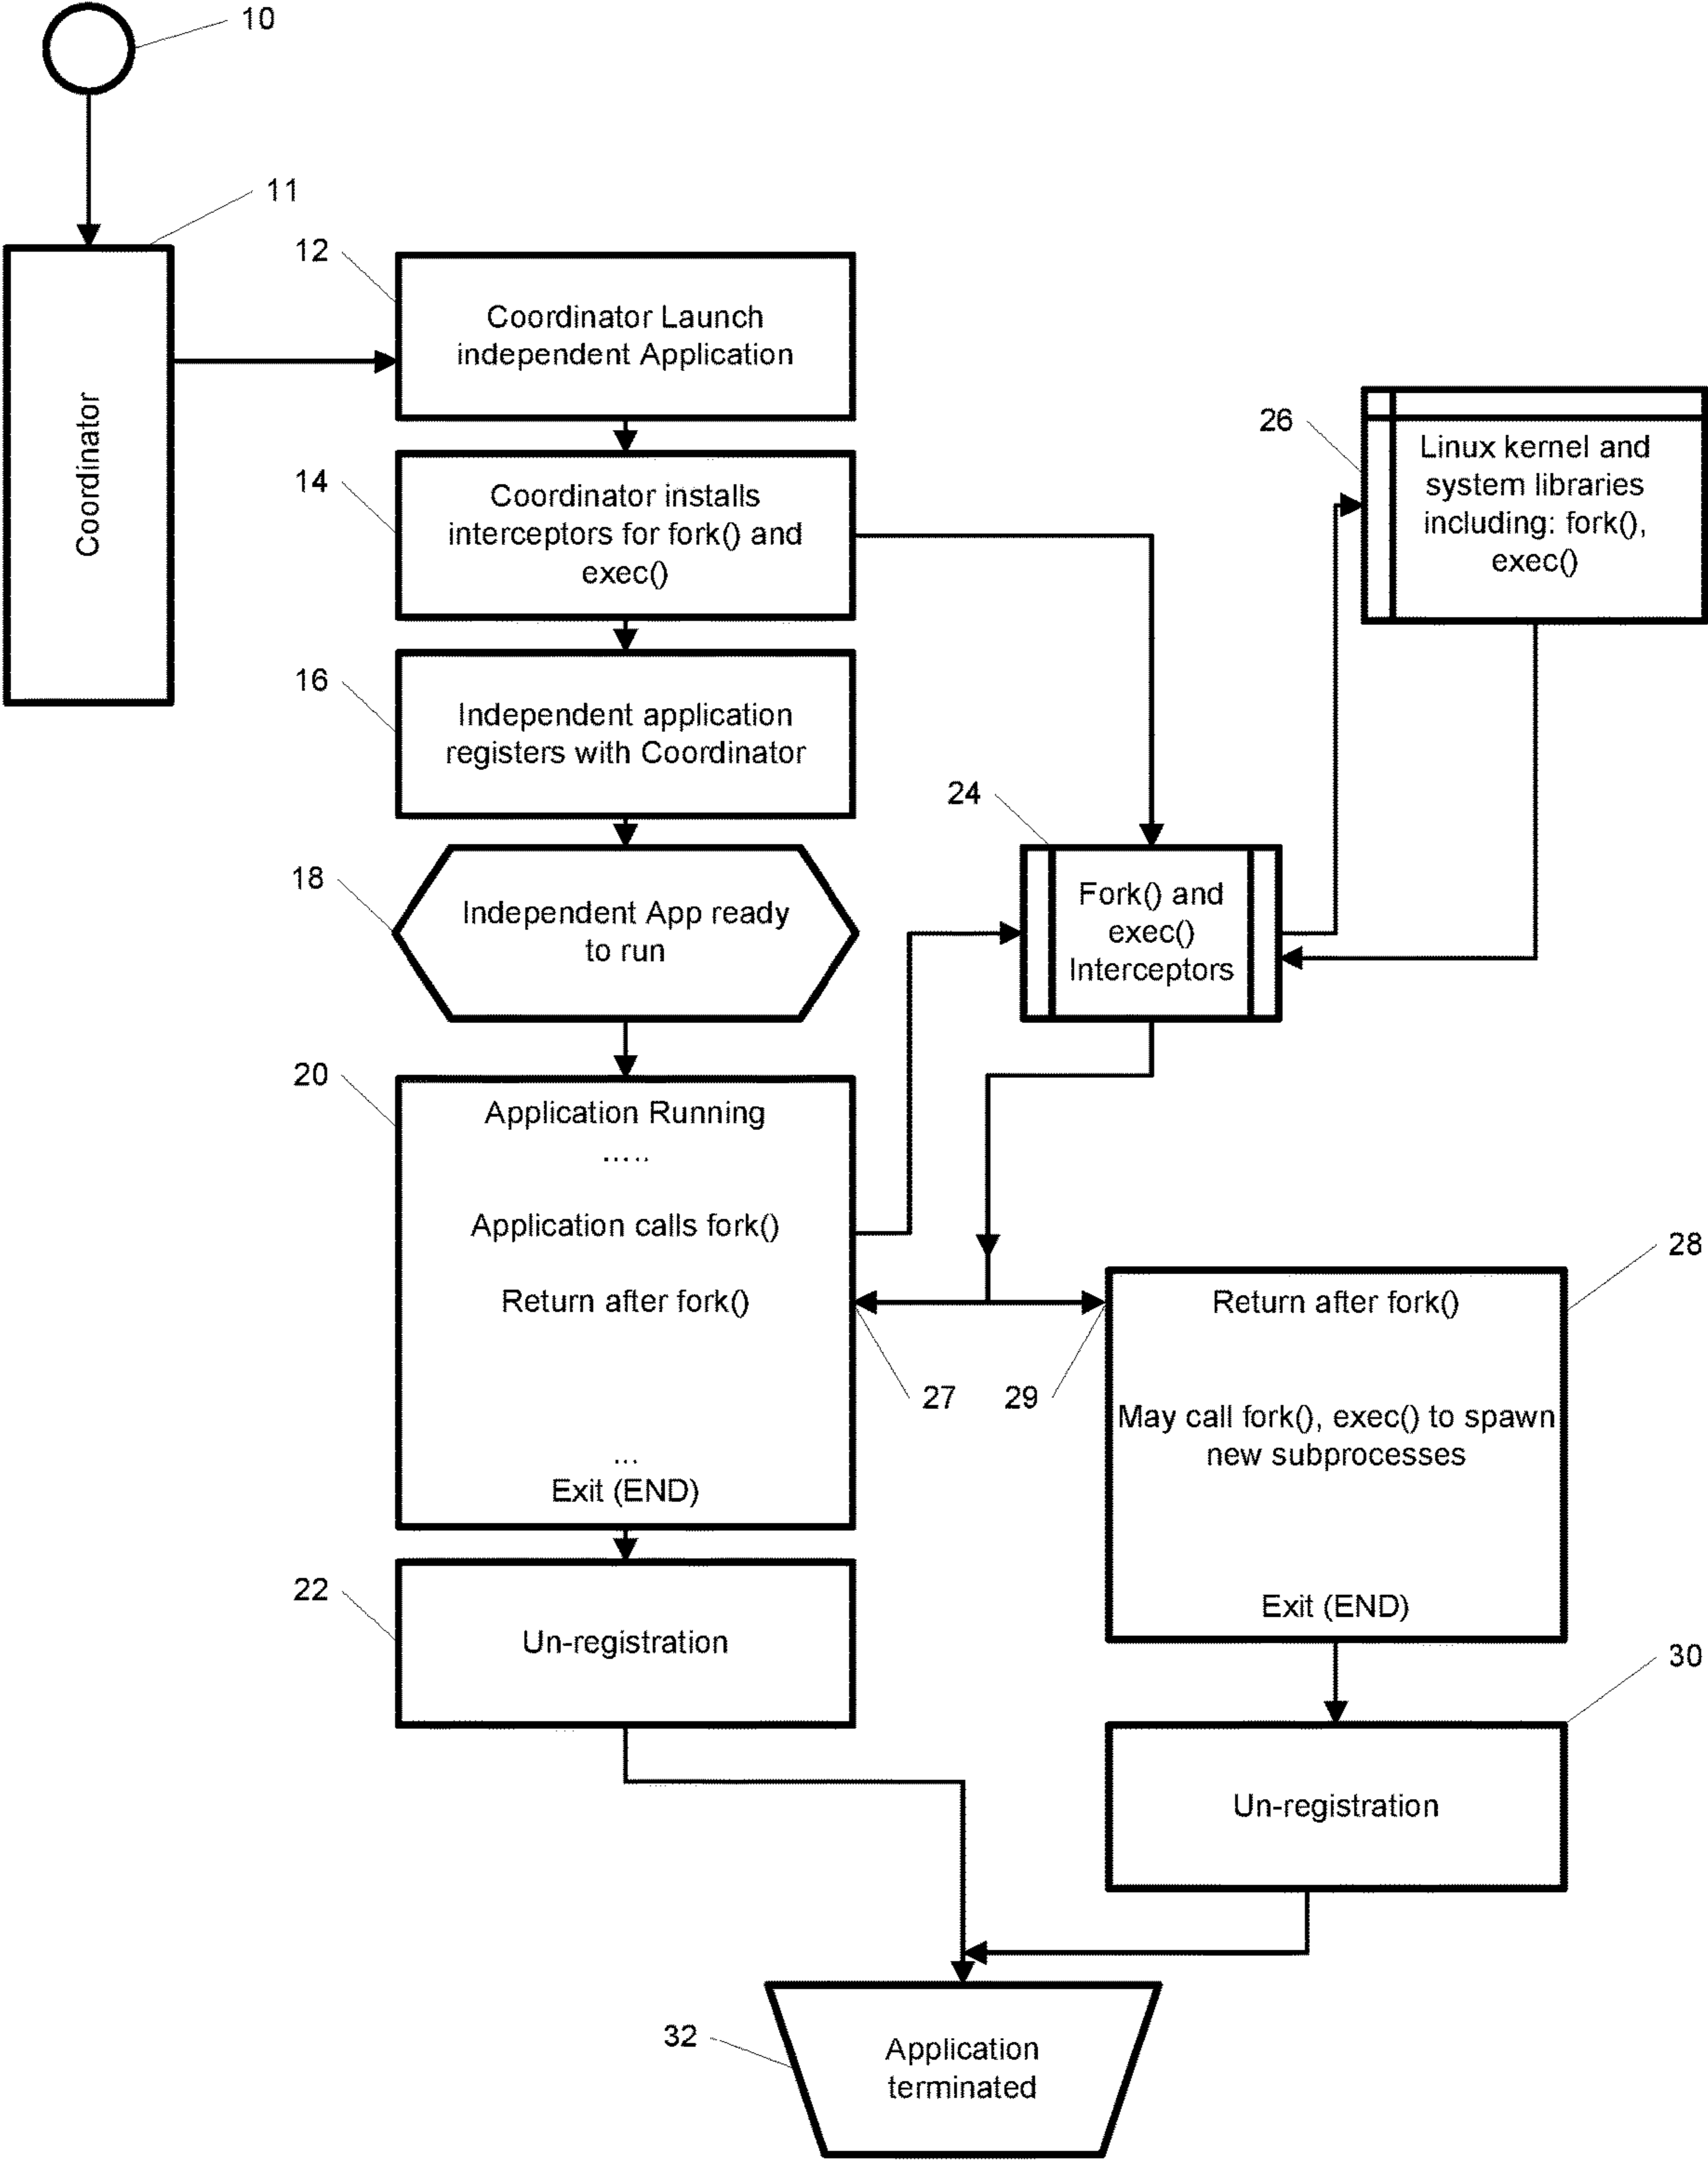 10
11
Coordinator
12
Coordinator Launch
independent Application
14
Coordinator installs
interceptors for fork() and
exec()
26
Linux kernel and
system libraries
including: fork(),
exec()
16
Independent application
registers with Coordinator
24
Fork() and
exec()
Interceptors
18
Independent App ready
to run
20
Application Running
.....
Application calls fork()
Return after fork()
...
Exit (END)
27
29
28
Return after fork()
May call fork(), exec() to spawn
new subprocesses
Exit (END)
22
Un-registration
30
Un-registration
32
Application
terminated